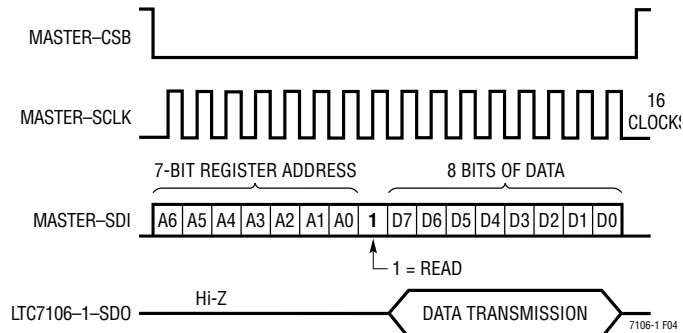 MASTER–CSB
MASTER–SCLK
16
CLOCKS
7-BIT REGISTER ADDRESS
8 BITS OF DATA
MASTER–SDI
A6 A5 A4 A3 A2 A1 A0 1 D7 D6 D5 D4 D3 D2 D1 D0
1 = READ
LTC7106–1–SDO
Hi-Z
DATA TRANSMISSION
7106-1 F04